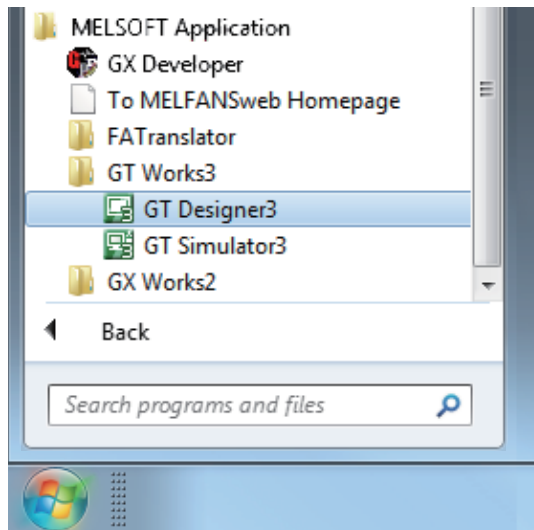 MELSOFT Application
GX Developer
To MELFANSweb Homepage
FATranslator
GT Works3
GT Designer3
GT Simulator3
GX Works2
Back
Search programs and files